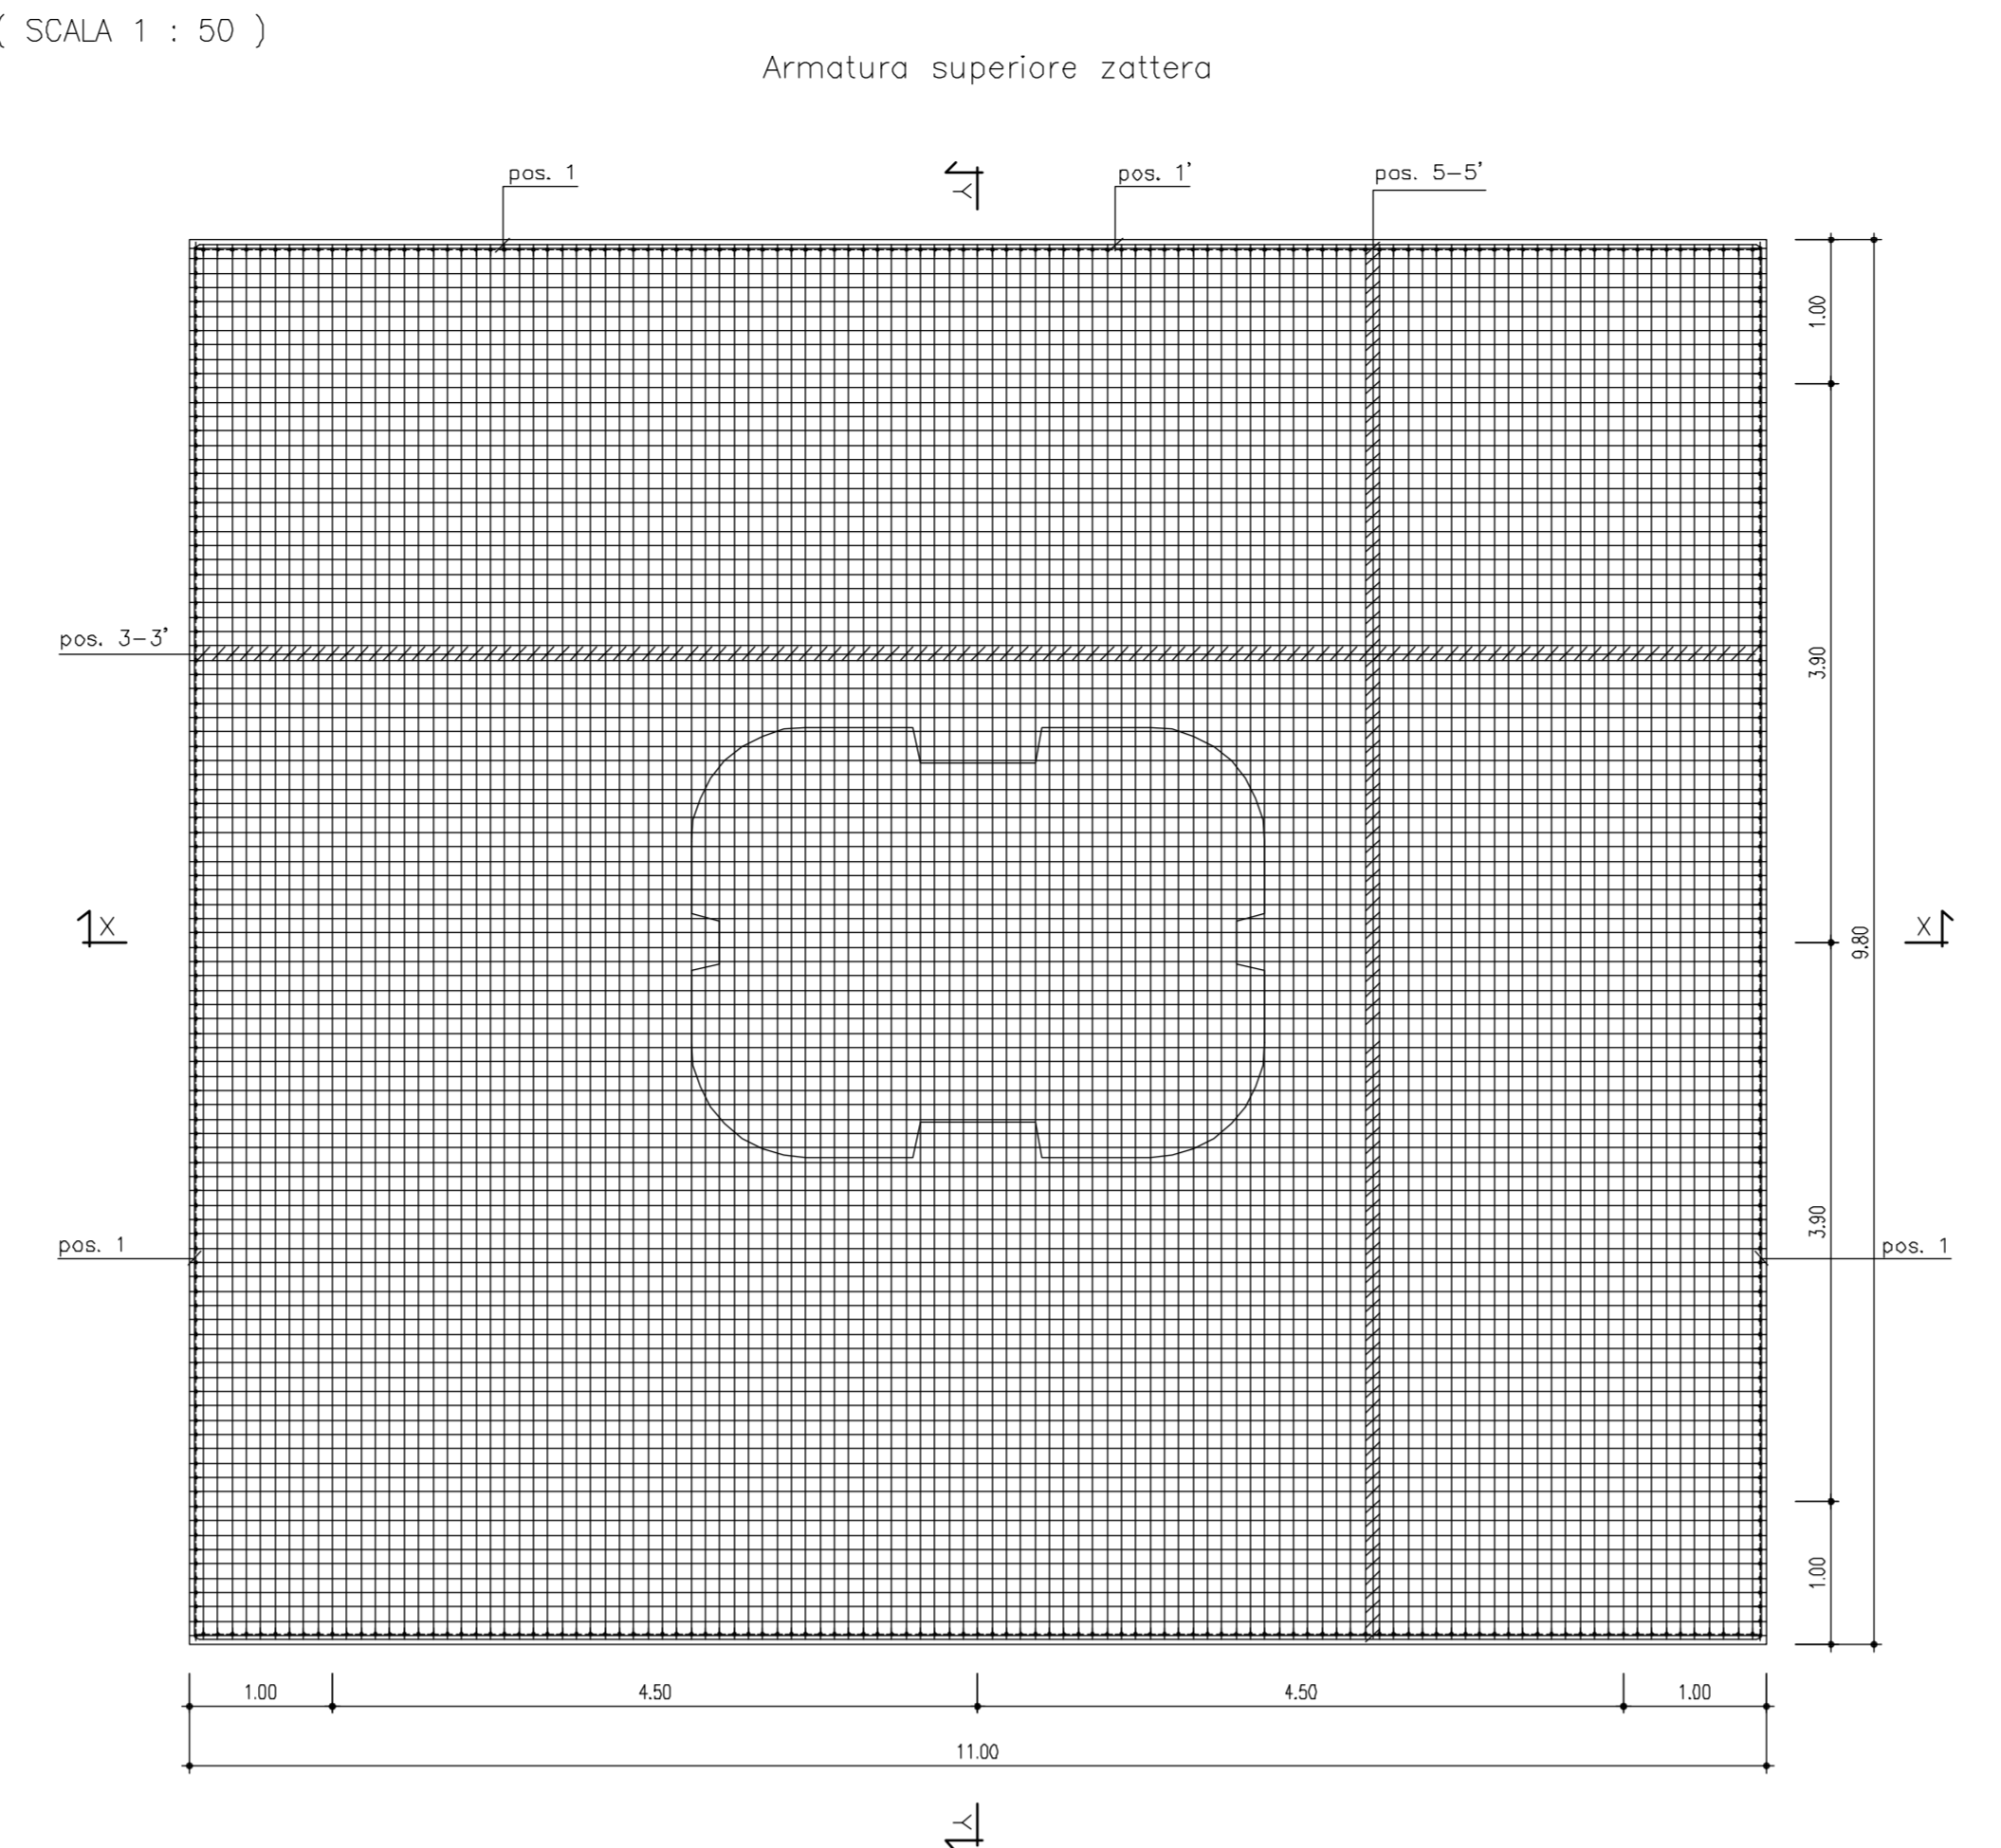 ( SCALA 1 : 50 )
Armatura superiore zattera
pos. 1
pos. 1'
pos. 5-5'
Y
1.00
pos. 3-3'
3.90
X
X
9.80
3.90
pos. 1
pos. 1
1.00
1.00
4.50
4.50
1.00
11.00
Y